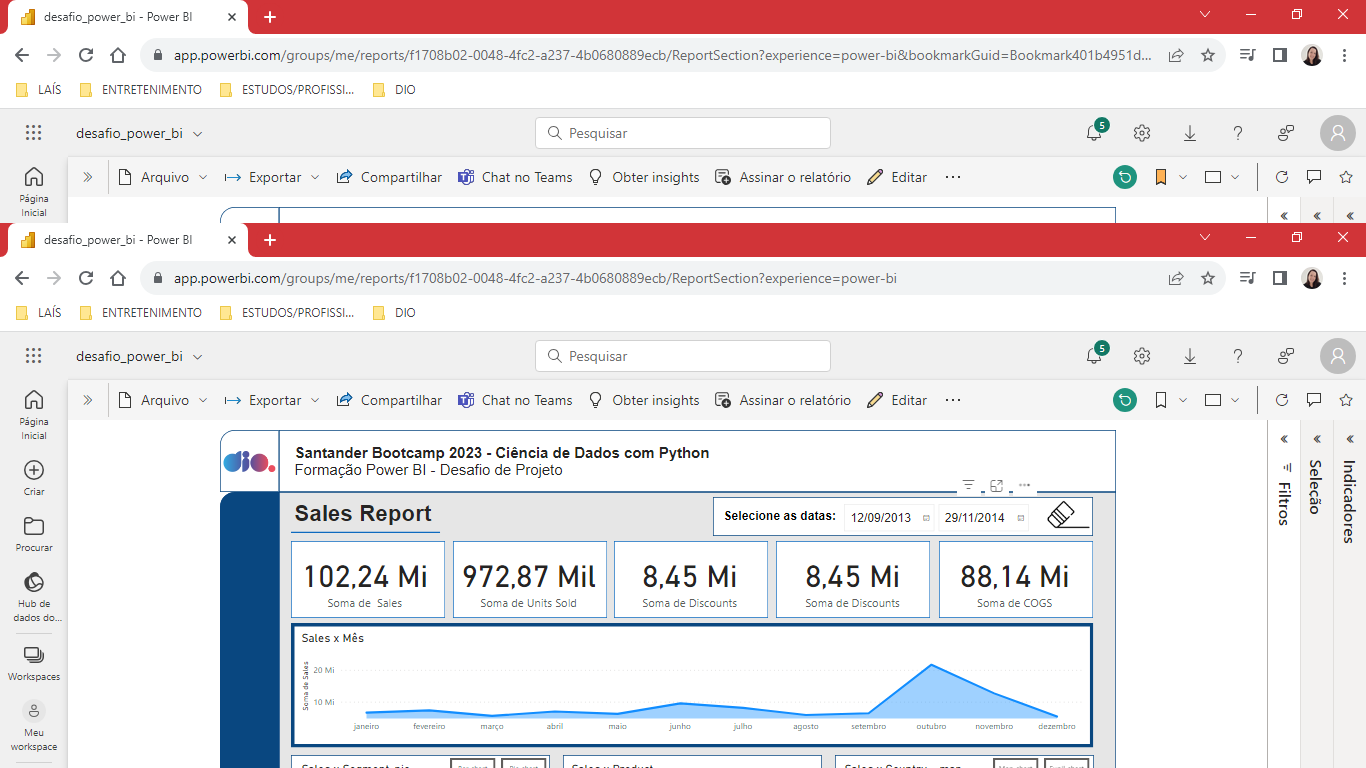 desafio_power_bi - Power BI
app.powerbi.com/groups/me/reports/f1708b02-0048-4fc2-a237-4b0680889ecb/ReportSection?experience=power-bi&bookmarkGuid=Bookmark401b4951d...
LAÍS ENTRETENIMENTO ESTUDOS/PROFISSI... DIO
desafio_power_bi Pesquisar 5
Arquivo Exportar Compartilhar Chat no Teams Obter insights Assinar o relatório Editar ...
Página
Inicial
desafio_power_bi - Power BI
app.powerbi.com/groups/me/reports/f1708b02-0048-4fc2-a237-4b0680889ecb/ReportSection?experience=power-bi
LAÍS ENTRETENIMENTO ESTUDOS/PROFISSI... DIO
desafio_power_bi Pesquisar 5
Arquivo Exportar Compartilhar Chat no Teams Obter insights Assinar o relatório Editar ...
Página
Inicial
Criar
Procurar
Hub de
dados do...
Workspaces
Meu
workspace
dio.
Santander Bootcamp 2023 - Ciência de Dados com Python
Formação Power BI - Desafio de Projeto
Sales Report
Selecione as datas: 12/09/2013 29/11/2014
102,24 Mi 972,87 Mil 8,45 Mi 8,45 Mi 88,14 Mi
Soma de Sales Soma de Units Sold Soma de Discounts Soma de Discounts Soma de COGS
Sales x Mês
Soma de Sales
20 Mi
10 Mi
janeiro fevereiro março abril maio junho julho agosto setembro outubro novembro dezembro
Filtros
Seleção
Indicadores